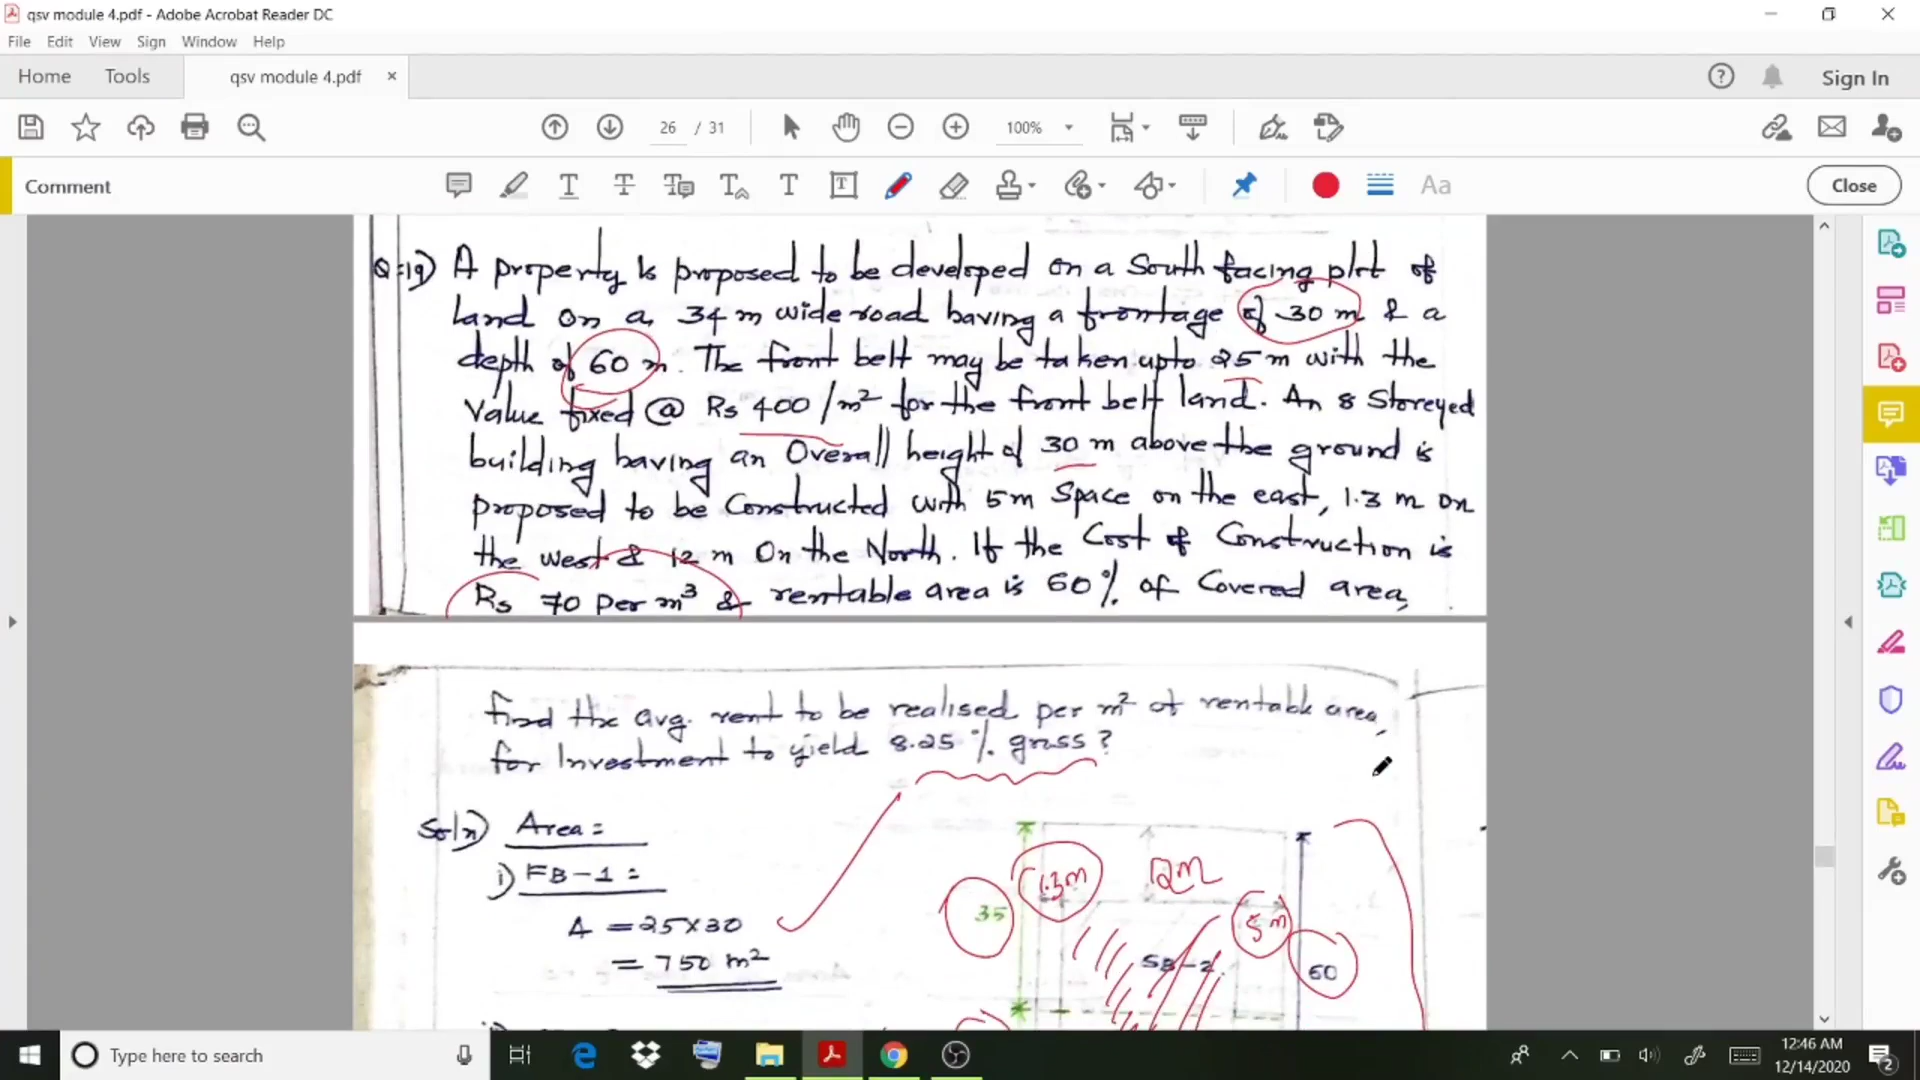 qsv module 4.pdf - Adobe Acrobat Reader DC
File Edit View Sign Window Help
Home Tools qsv module 4.pdf × Sign In
26 / 31 100%
Comment Close
Q.19) A property is proposed to be developed on a South facing plot of
land on a 34 m wide road having a frontage of 30 m & a
depth of 60 m. The front belt may be taken upto 25 m with the
Value fixed @ Rs 400/m² for the front belt land. An 8 Storeyed
building having an Overall height of 30 m above the ground is
proposed to be Constructed with 5m Space on the east, 1.3 m on
the west & 12 m On the North. If the Cost of Construction is
Rs 70 Per m³ & rentable area is 60% of Covered area,
find the avg. rent to be realised per m² of rentable area,
for Investment to yield 8.25 % gross?
Soln) Area =
i) FB-1 =
A = 25×30
= 750 m²
1.3m 12m
35 5m
SB-2 60
Type here to search
12:46 AM
12/14/2020
2